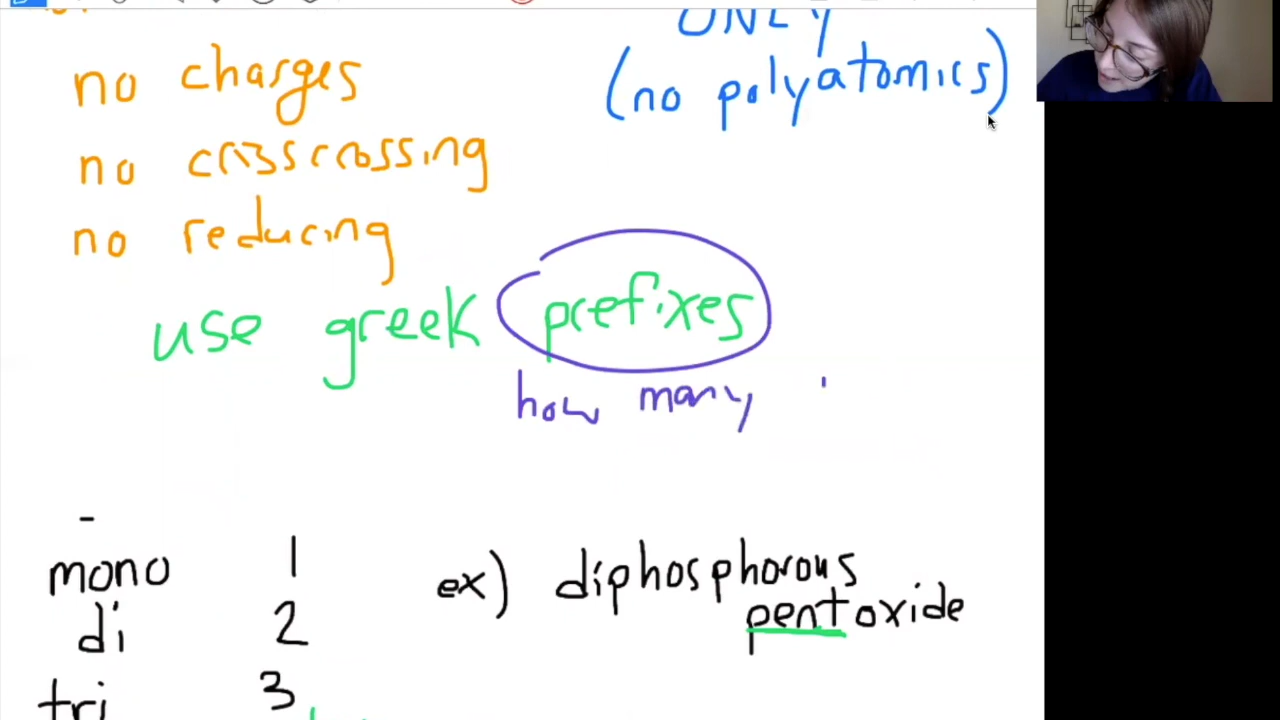 ONLY
no charges
(no polyatomics)
no crisscrossing
no reducing
use greek prefixes
how many
mono 1
di 2
tri 3
ex) diphosphorous
pentoxide